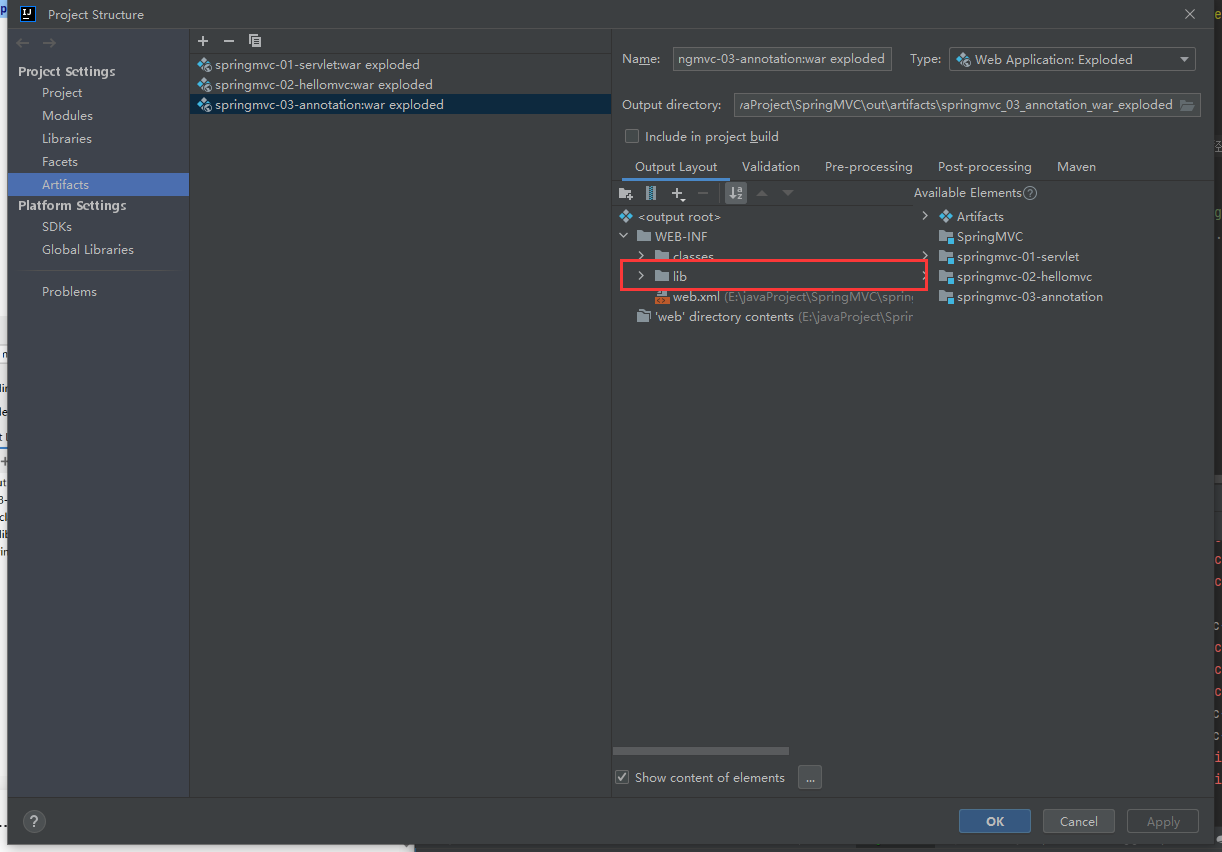 Project Structure
Project Settings
Project
Modules
Libraries
Facets
Artifacts
Platform Settings
SDKs
Global Libraries
Problems
springmvc-01-servlet:war exploded
springmvc-02-hellomvc:war exploded
springmvc-03-annotation:war exploded
Name: ngmvc-03-annotation:war exploded Type: Web Application: Exploded
Output directory: vaProject\SpringMVC\out\artifacts\springmvc_03_annotation_war_exploded
Include in project build
Output Layout Validation Pre-processing Post-processing Maven
Available Elements
<output root>
WEB-INF
classes
lib
web.xml (E:\javaProject\SpringMVC\spring
'web' directory contents (E:\javaProject\Sprin
Artifacts
SpringMVC
springmvc-01-servlet
springmvc-02-hellomvc
springmvc-03-annotation
Show content of elements ...
? OK Cancel Apply